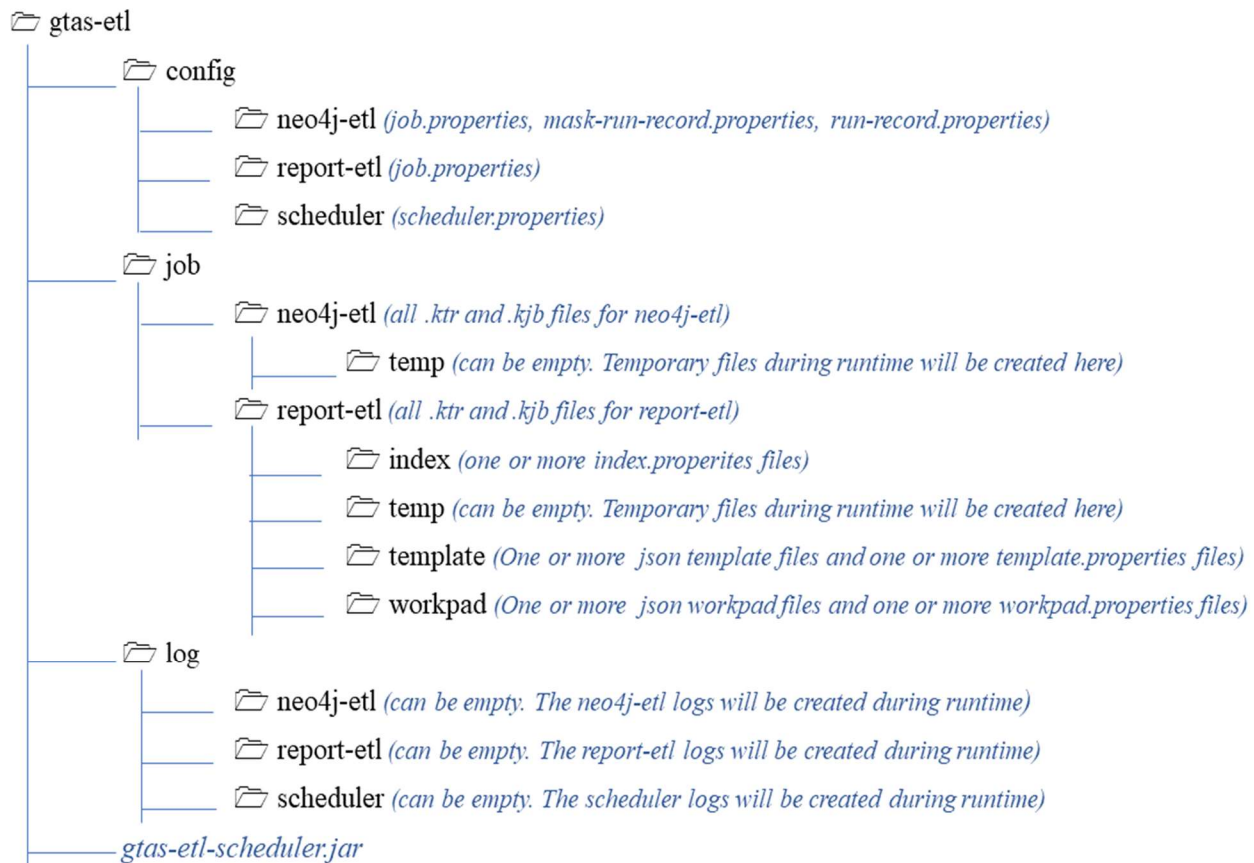 gtas-etl
config
neo4j-etl (job.properties, mask-run-record.properties, run-record.properties)
report-etl (job.properties)
scheduler (scheduler.properties)
job
neo4j-etl (all .ktr and .kjb files for neo4j-etl)
temp (can be empty. Temporary files during runtime will be created here)
report-etl (all .ktr and .kjb files for report-etl)
index (one or more index.properites files)
temp (can be empty. Temporary files during runtime will be created here)
template (One or more json template files and one or more template.properties files)
workpad (One or more json workpad files and one or more workpad.properties files)
log
neo4j-etl (can be empty. The neo4j-etl logs will be created during runtime)
report-etl (can be empty. The report-etl logs will be created during runtime)
scheduler (can be empty. The scheduler logs will be created during runtime)
gtas-etl-scheduler.jar